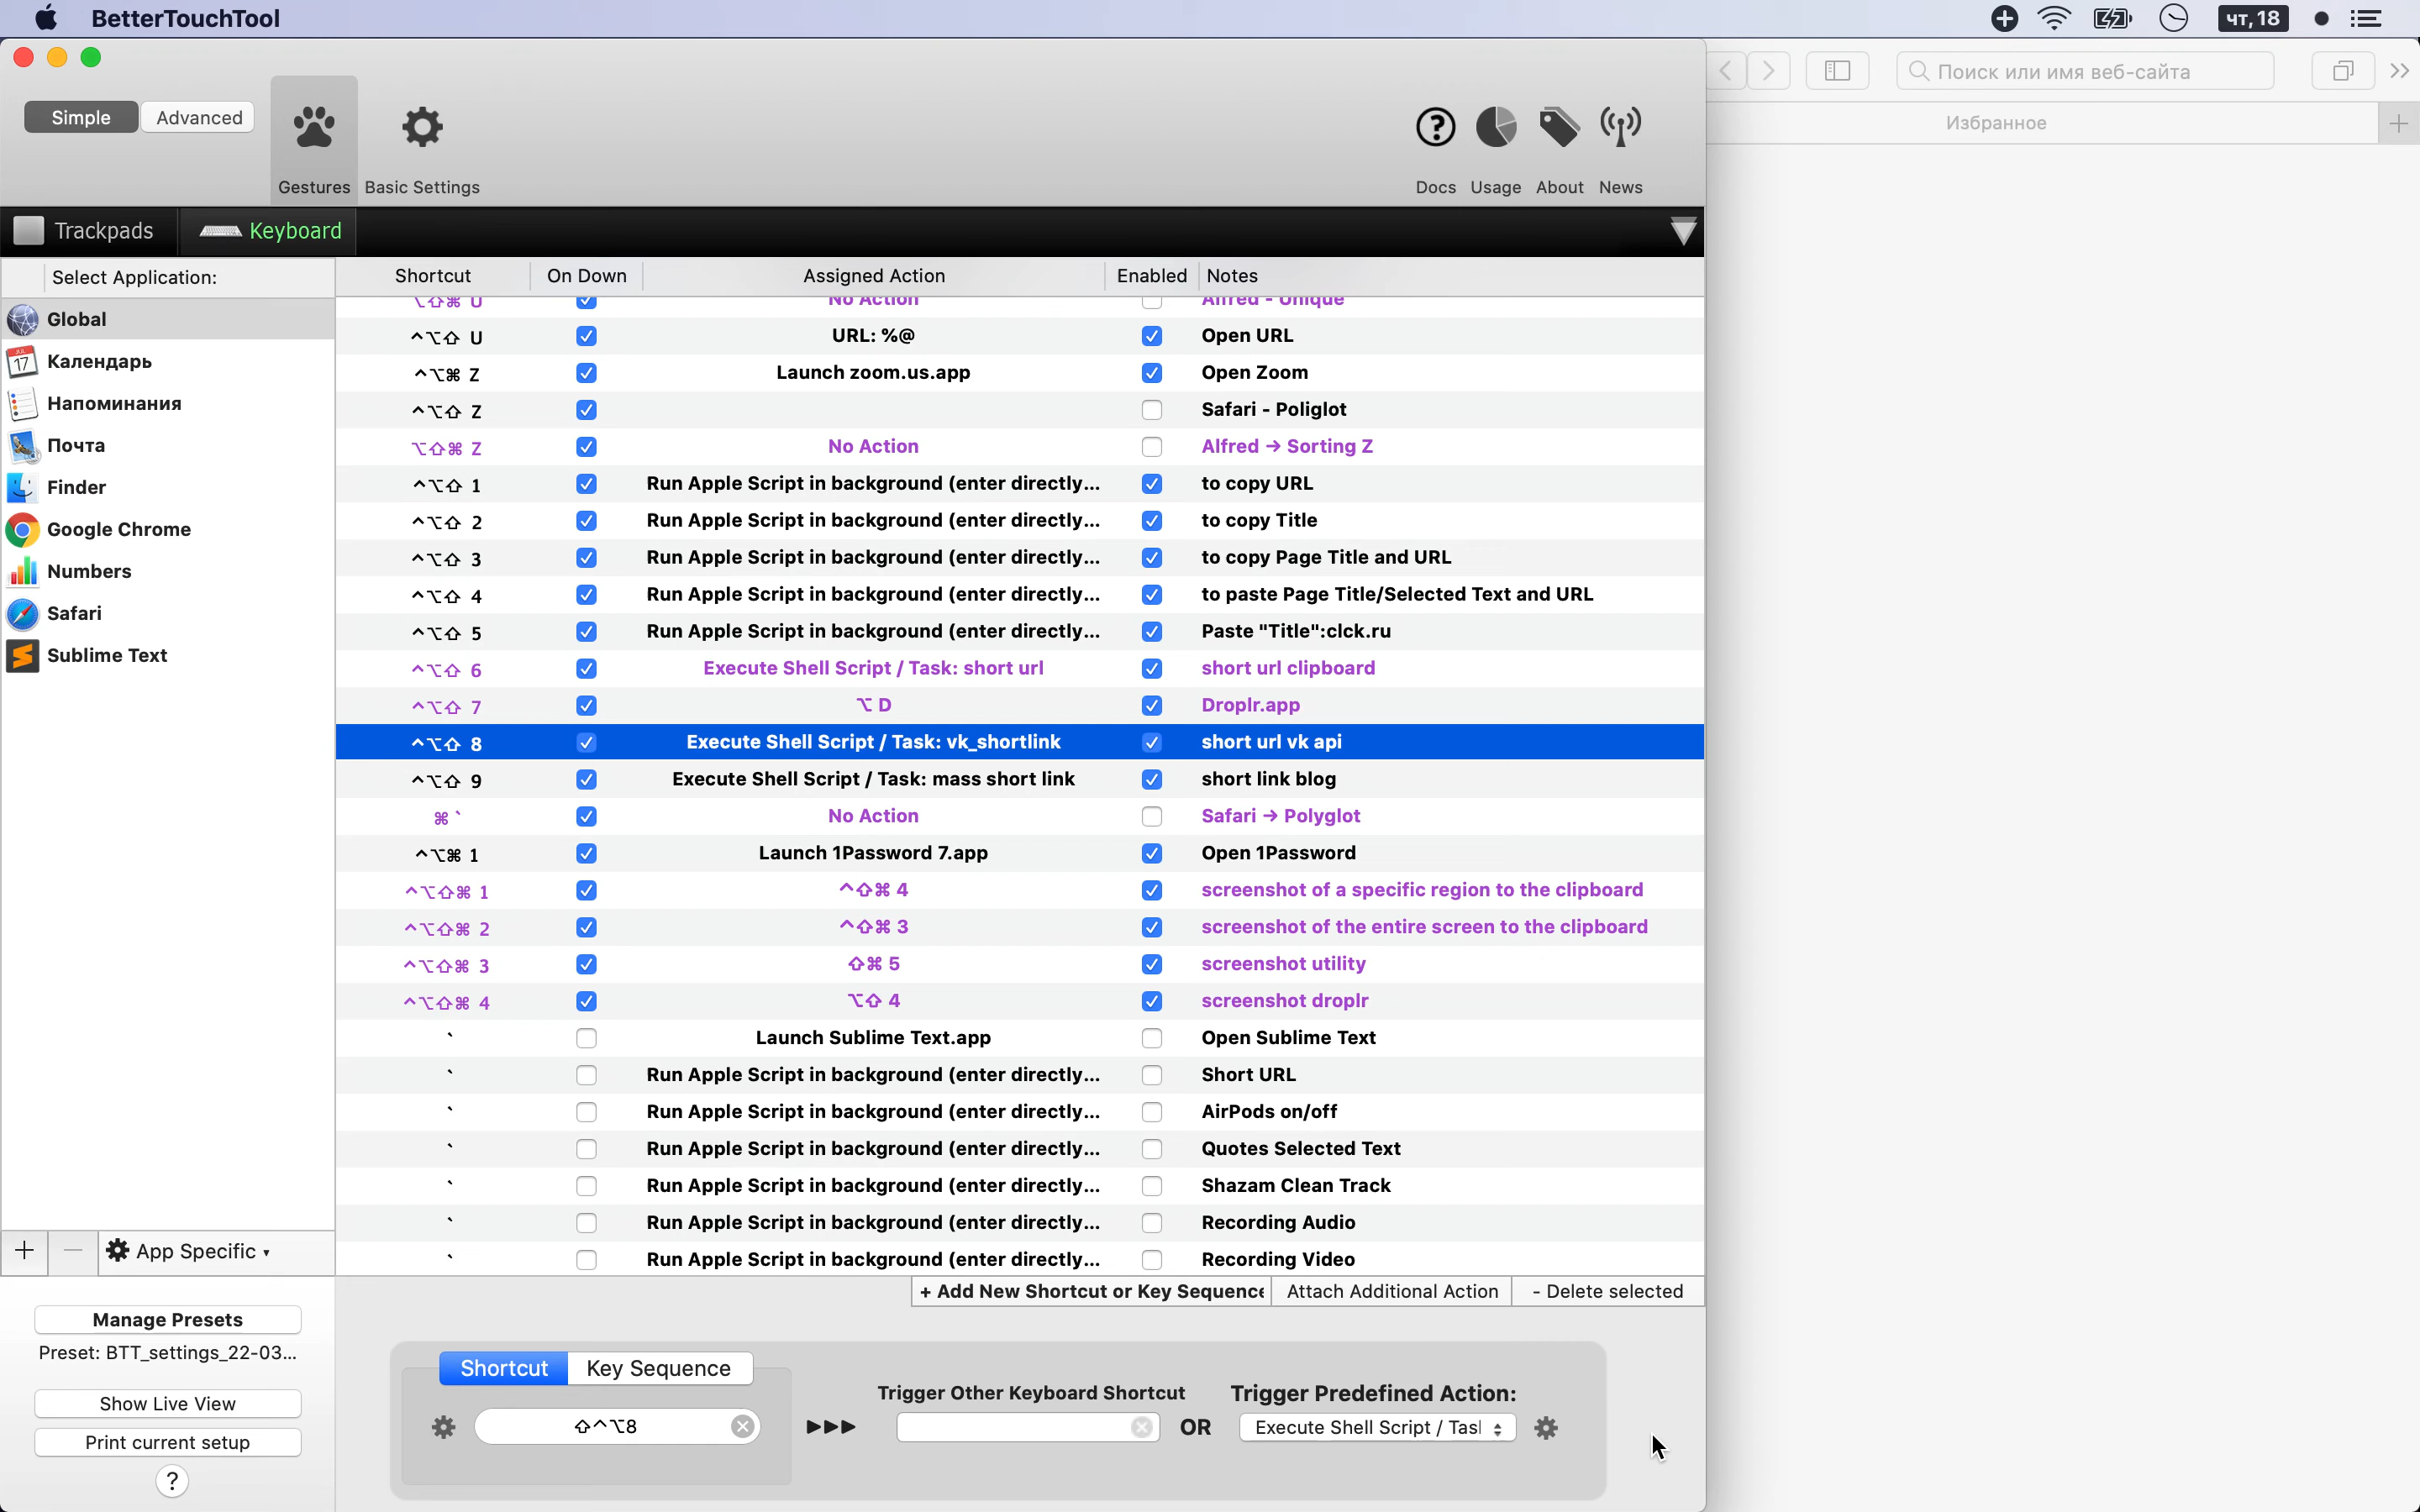 BetterTouchTool
чт, 18
Simple
Advanced
Gestures
Basic Settings
Docs
Usage
About
News
Поиск или имя веб-сайта
Избранное
Trackpads
Keyboard
Select Application:
Global
Календарь
Напоминания
Почта
Finder
Google Chrome
Numbers
Safari
Sublime Text
Shortcut On Down Assigned Action Enabled Notes
⌥⇧⌘ U No Action Alfred - Unique
^⌥⇧ U URL: %@ Open URL
^⌥⌘ Z Launch zoom.us.app Open Zoom
^⌥⇧ Z Safari - Poliglot
⌥⇧⌘ Z No Action Alfred → Sorting Z
^⌥⇧ 1 Run Apple Script in background (enter directly... to copy URL
^⌥⇧ 2 Run Apple Script in background (enter directly... to copy Title
^⌥⇧ 3 Run Apple Script in background (enter directly... to copy Page Title and URL
^⌥⇧ 4 Run Apple Script in background (enter directly... to paste Page Title/Selected Text and URL
^⌥⇧ 5 Run Apple Script in background (enter directly... Paste "Title":clck.ru
^⌥⇧ 6 Execute Shell Script / Task: short url short url clipboard
^⌥⇧ 7 ⌥ D Droplr.app
^⌥⇧ 8 Execute Shell Script / Task: vk_shortlink short url vk api
^⌥⇧ 9 Execute Shell Script / Task: mass short link short link blog
⌘ ` No Action Safari → Polyglot
^⌥⌘ 1 Launch 1Password 7.app Open 1Password
^⌥⇧⌘ 1 ^⇧⌘ 4 screenshot of a specific region to the clipboard
^⌥⇧⌘ 2 ^⇧⌘ 3 screenshot of the entire screen to the clipboard
^⌥⇧⌘ 3 ⇧⌘ 5 screenshot utility
^⌥⇧⌘ 4 ⌥⇧ 4 screenshot droplr
` Launch Sublime Text.app Open Sublime Text
` Run Apple Script in background (enter directly... Short URL
` Run Apple Script in background (enter directly... AirPods on/off
` Run Apple Script in background (enter directly... Quotes Selected Text
` Run Apple Script in background (enter directly... Shazam Clean Track
` Run Apple Script in background (enter directly... Recording Audio
` Run Apple Script in background (enter directly... Recording Video
+ − App Specific ▾
+ Add New Shortcut or Key Sequence
Attach Additional Action
- Delete selected
Manage Presets
Preset: BTT_settings_22-03...
Show Live View
Print current setup
?
Shortcut
Key Sequence
⇧^⌥8
Trigger Other Keyboard Shortcut
OR
Trigger Predefined Action:
Execute Shell Script / Tasl